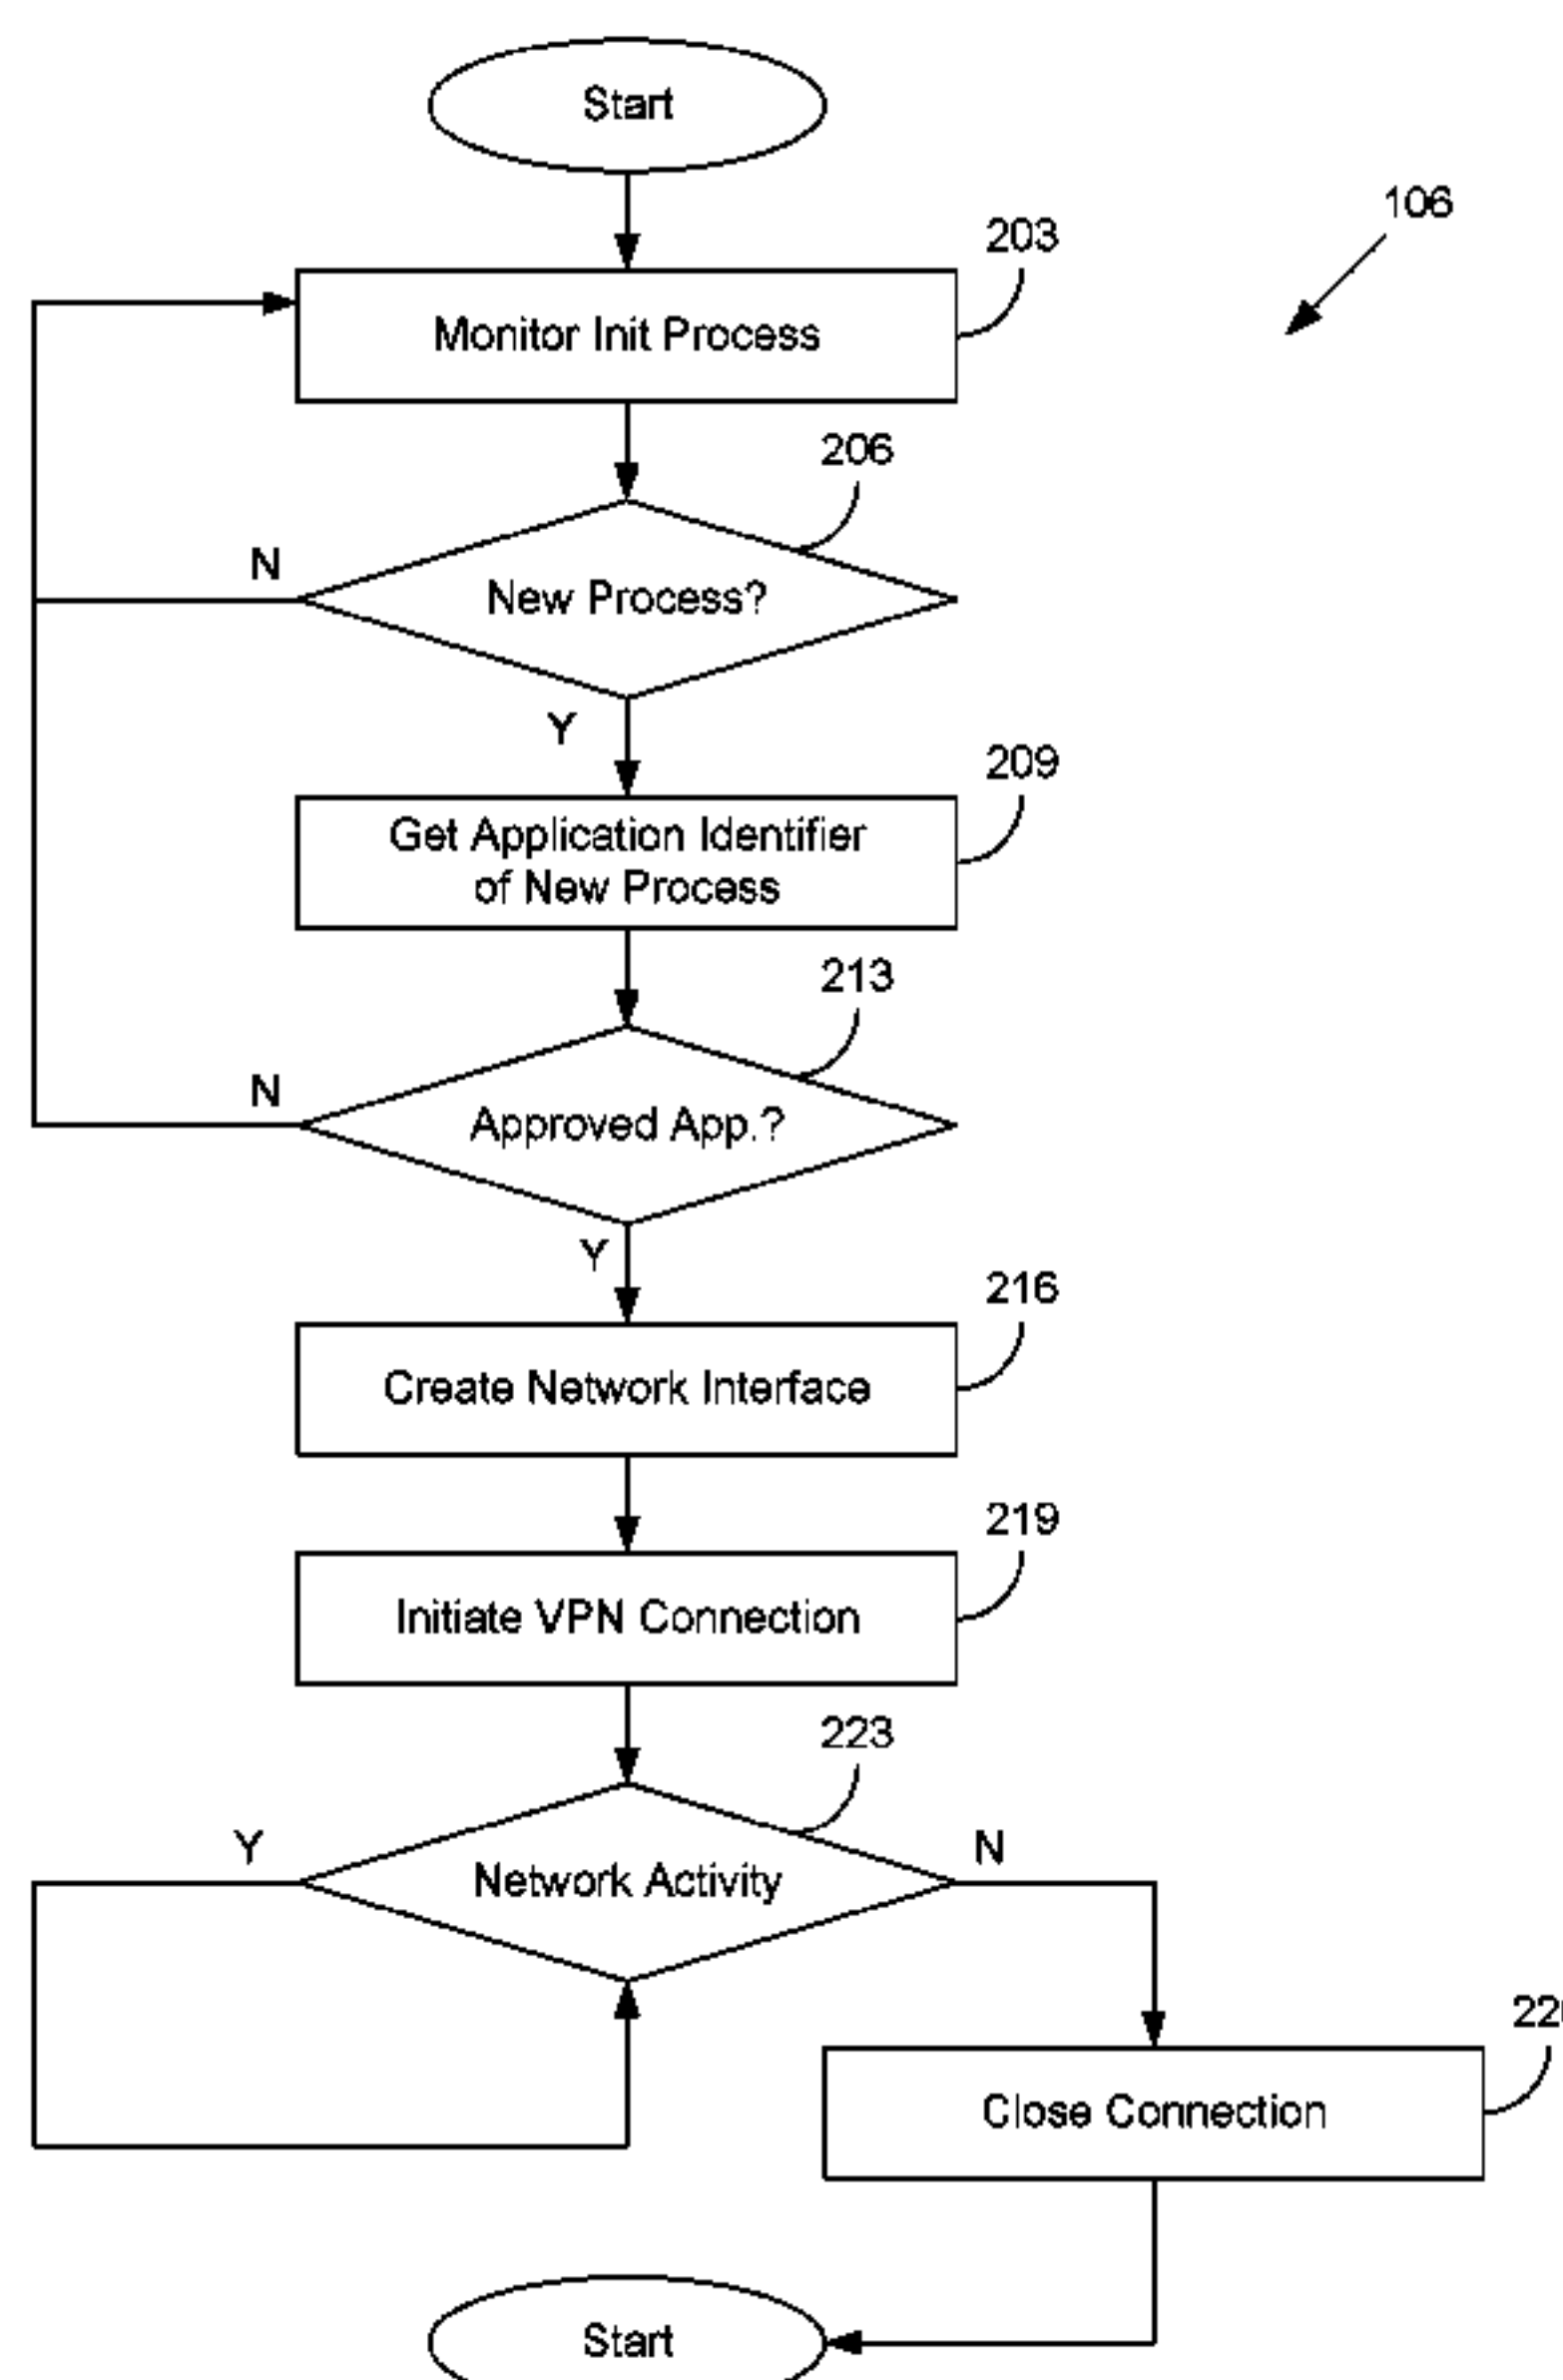 Start
106
203
Monitor Init Process
206
N
New Process?
Y
209
Get Application Identifier
of New Process
213
N
Approved App.?
Y
216
Create Network Interface
219
Initiate VPN Connection
223
Y
N
Network Activity
Close Connection
Start